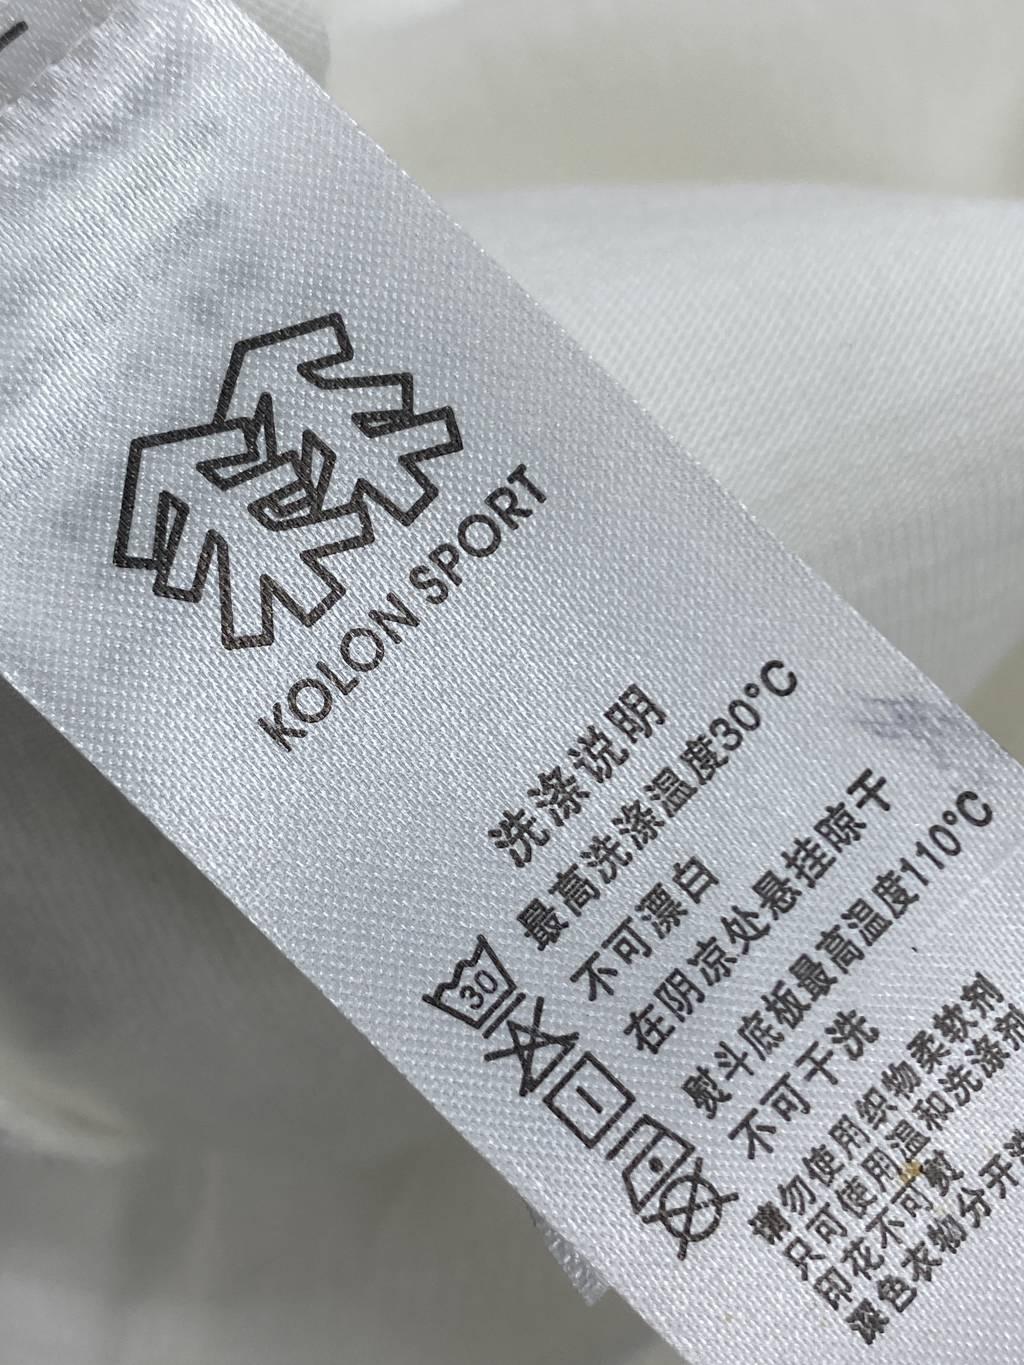 KOLON SPORT
洗涤说明
最高洗涤温度30°C
不可漂白
在阴凉处悬挂晾干
熨斗底板最高温度110°C
不可干洗
30
请勿使用织物柔软剂
只可使用温和洗涤剂
印花不可熨
深色衣物分开洗